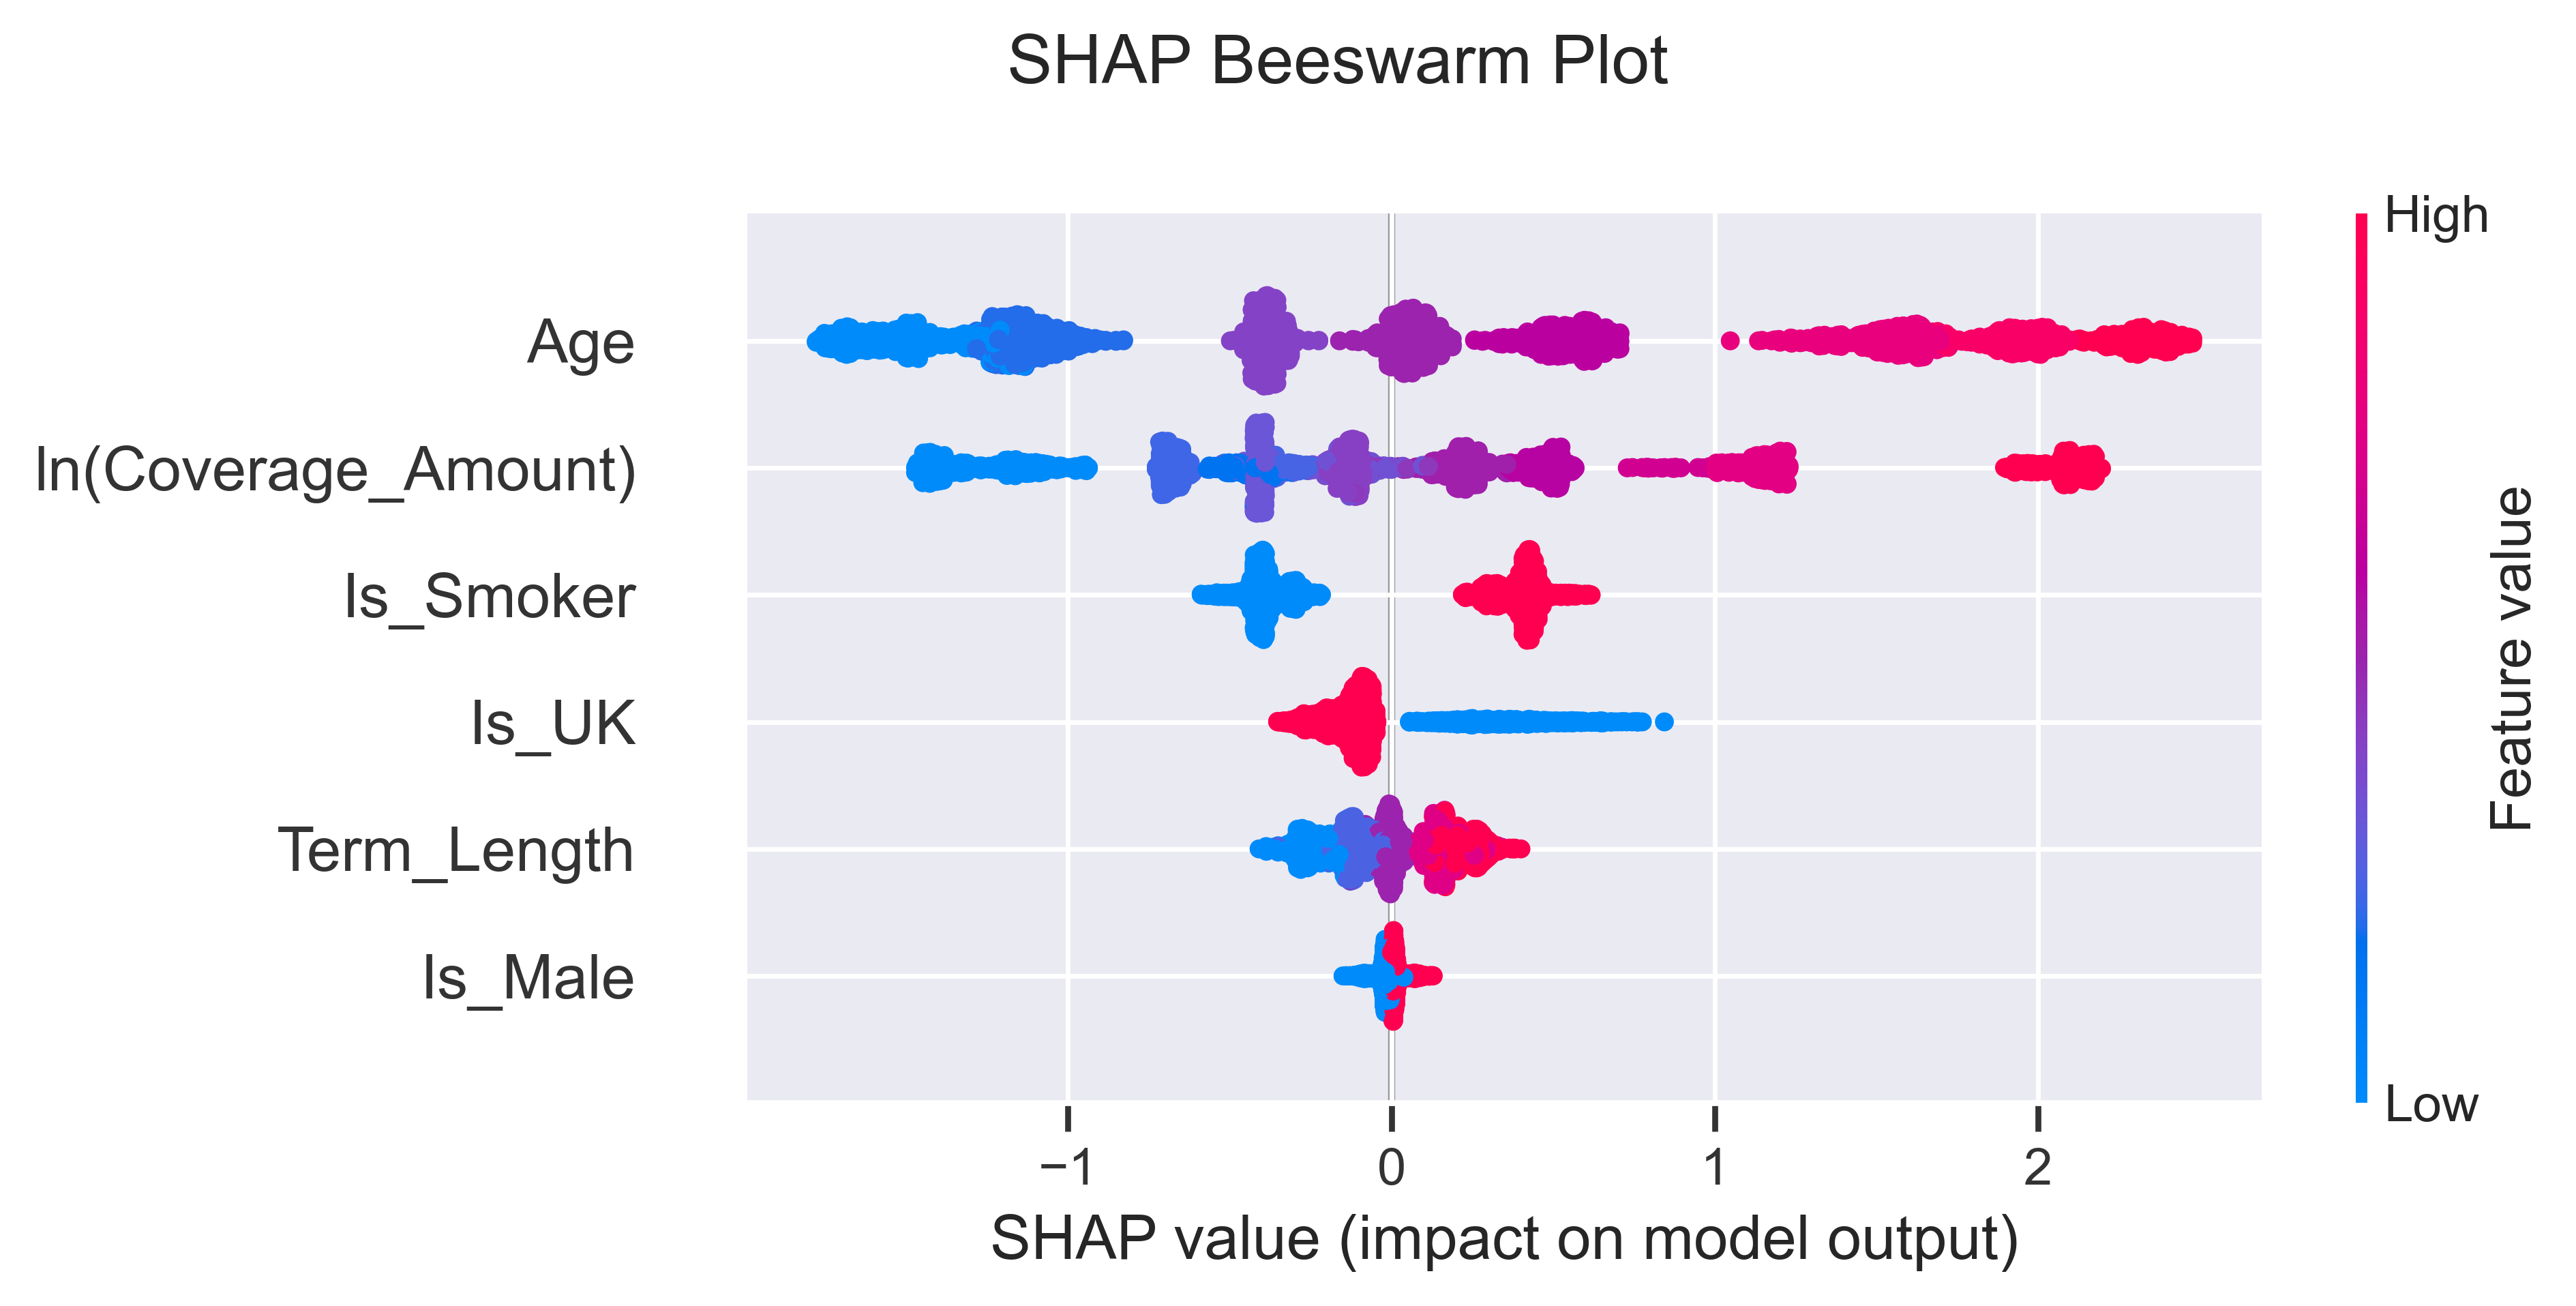 SHAP Beeswarm Plot
High
Age
ln(Coverage_Amount)
Is_Smoker
Is_UK
Term_Length
Is_Male
Feature value
Low
−1 0 1 2
SHAP value (impact on model output)